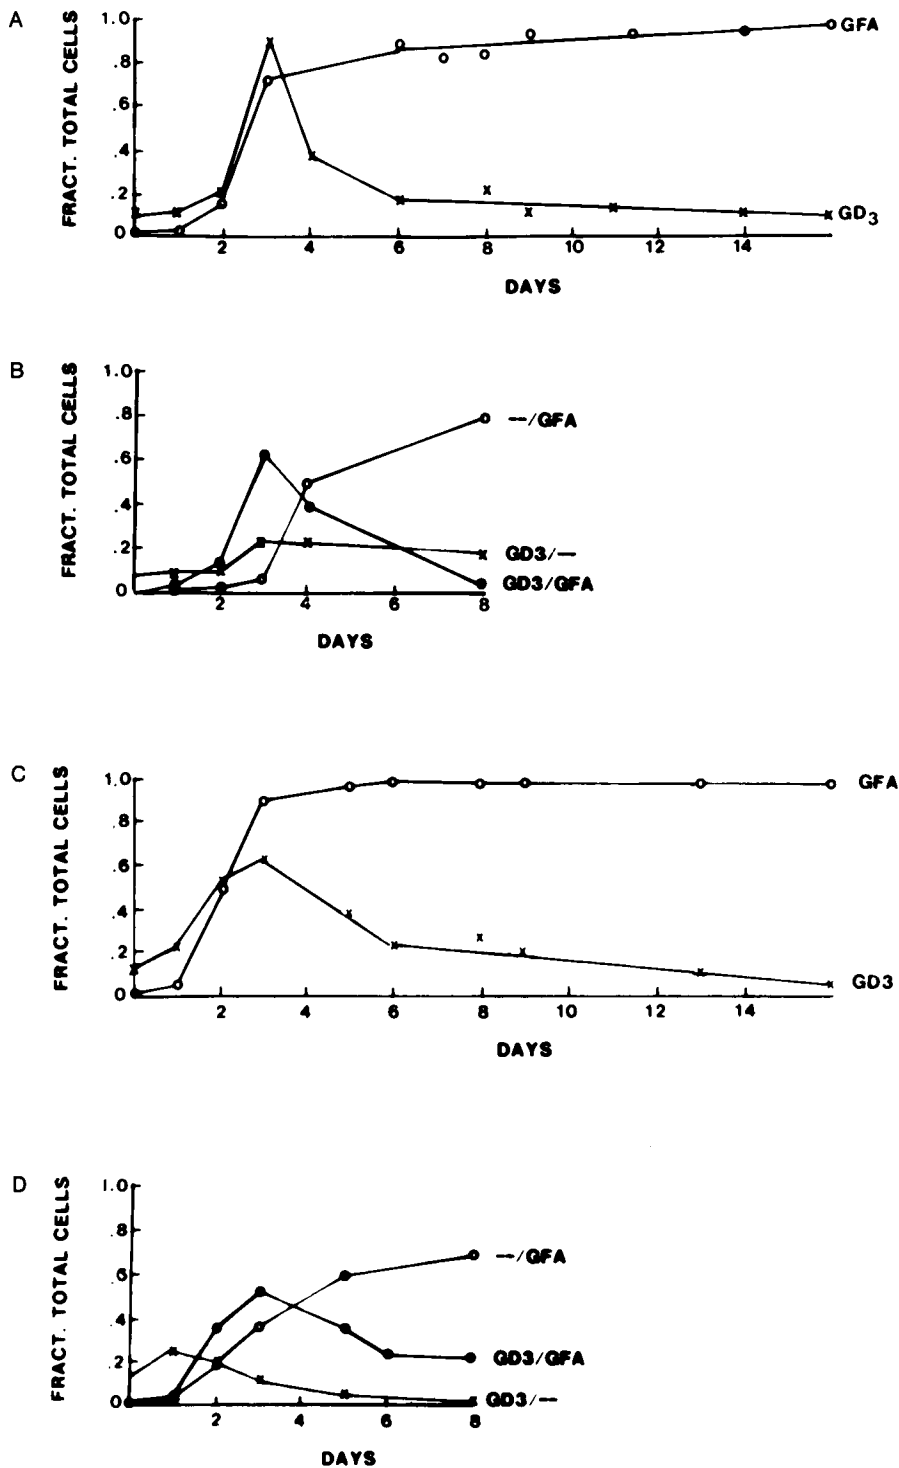 A
FRACT. TOTAL CELLS
1.0
.8
.6
.4
.2
0
2
4
6
8
10
12
14
DAYS
GFA
GD3
B
FRACT. TOTAL CELLS
1.0
.8
.6
.4
.2
0
2
4
6
8
DAYS
—/GFA
GD3/—
GD3/GFA
C
FRACT. TOTAL CELLS
1.0
.8
.6
.4
.2
0
2
4
6
8
10
12
14
DAYS
GFA
GD3
D
FRACT. TOTAL CELLS
1.0
.8
.6
.4
.2
0
2
4
6
8
DAYS
—/GFA
GD3/GFA
GD3/—